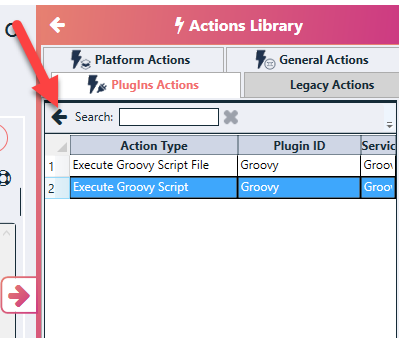 Actions Library
Platform Actions General Actions
PlugIns Actions Legacy Actions
Search:
Action Type Plugin ID Servic
1 Execute Groovy Script File Groovy Groov
2 Execute Groovy Script Groovy Groov